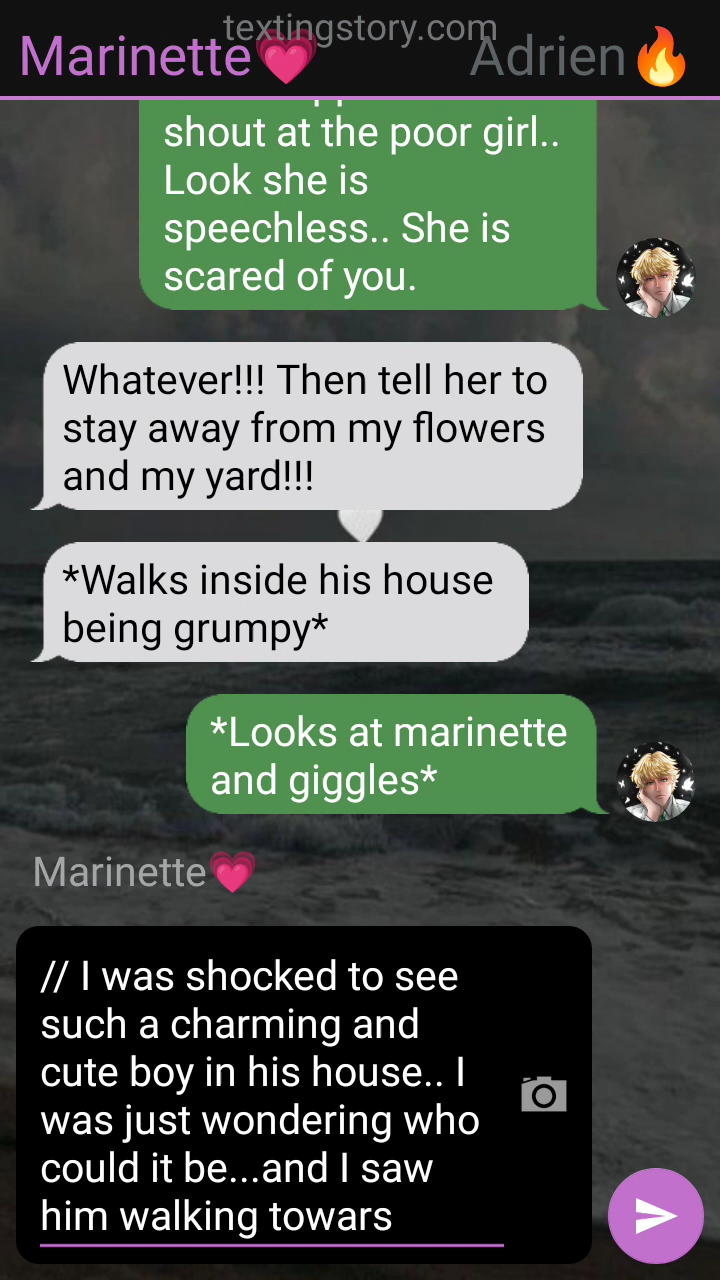 textingstory.com
Marinette💗 Adrien🔥
shout at the poor girl..
Look she is
speechless.. She is
scared of you.
Whatever!!! Then tell her to
stay away from my flowers
and my yard!!!
*Walks inside his house
being grumpy*
*Looks at marinette
and giggles*
Marinette💗
// I was shocked to see
such a charming and
cute boy in his house.. I
was just wondering who
could it be...and I saw
him walking towars